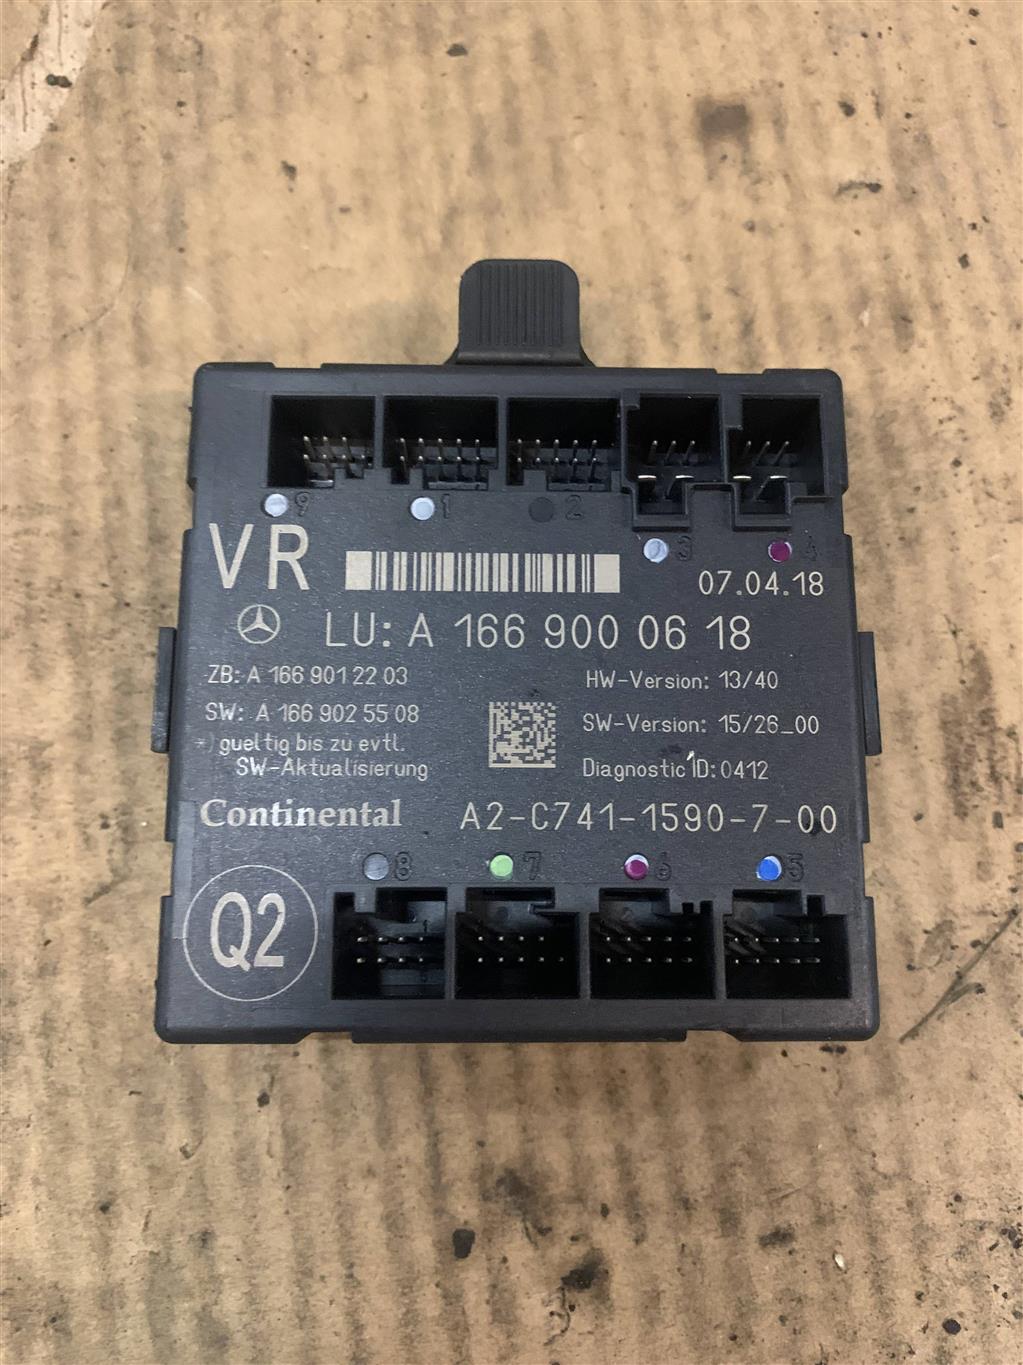 9 1 2 3 4
VR
07.04.18
LU: A 166 900 06 18
ZB: A 166 901 22 03
HW-Version: 13/40
SW: A 166 902 55 08
SW-Version: 15/26_00
*) gueltig bis zu evtl.
SW-Aktualisierung
Diagnostic ID: 0412
Continental
A2-C741-1590-7-00
8 7 6 5
1
Q2